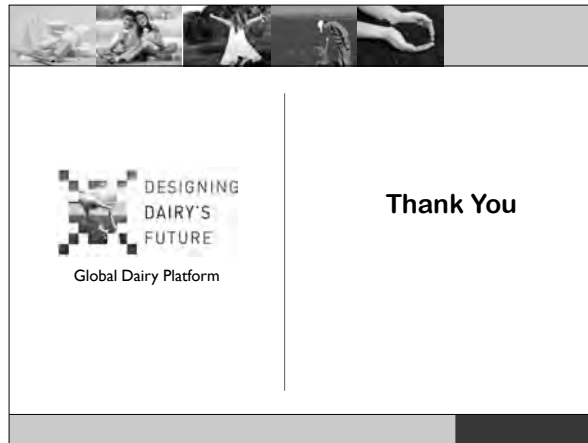 DESIGNING
DAIRY'S
FUTURE
Global Dairy Platform
Thank You